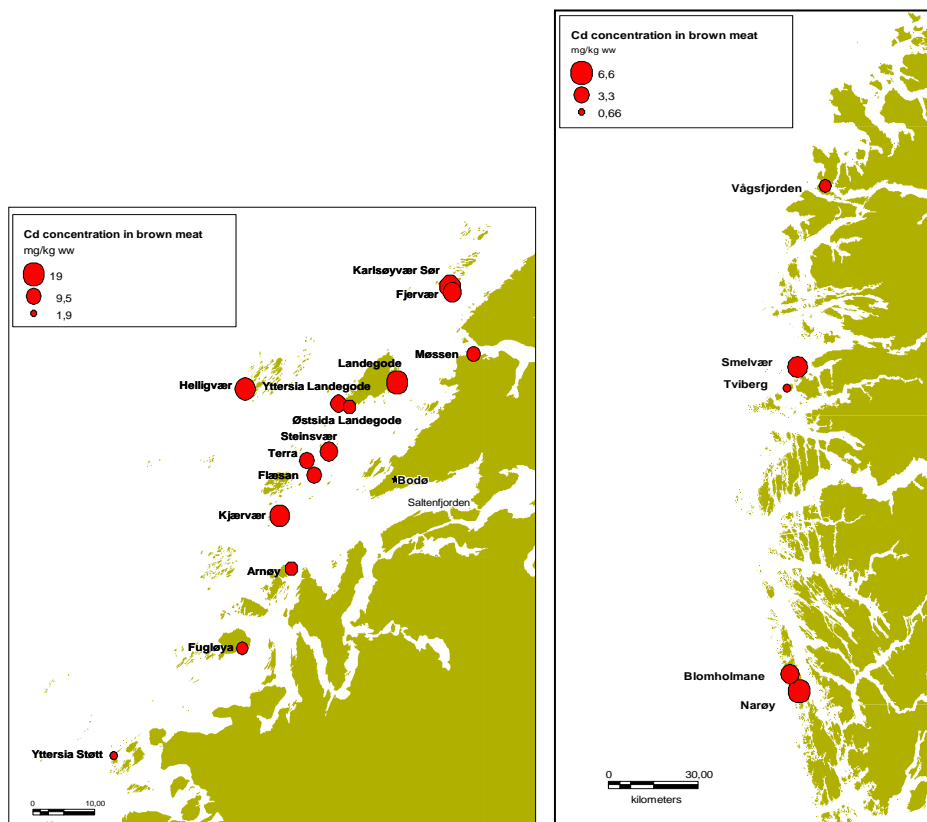 Cd concentration in brown meat
mg/kg ww
19
9,5
1,9
Karlsøyvær Sør
Fjervær
Møssen
Landegode
Helligvær
Yttersia Landegode
Østsida Landegode
Steinsvær
Terra
Flæsan
Bodø
Saltenfjorden
Kjærvær
Arnøy
Fugløya
Yttersia Støtt
0 10,00
Cd concentration in brown meat
mg/kg ww
6,6
3,3
0,66
Vågsfjorden
Smelvær
Tviberg
Blomholmane
Narøy
0 30,00
kilometers